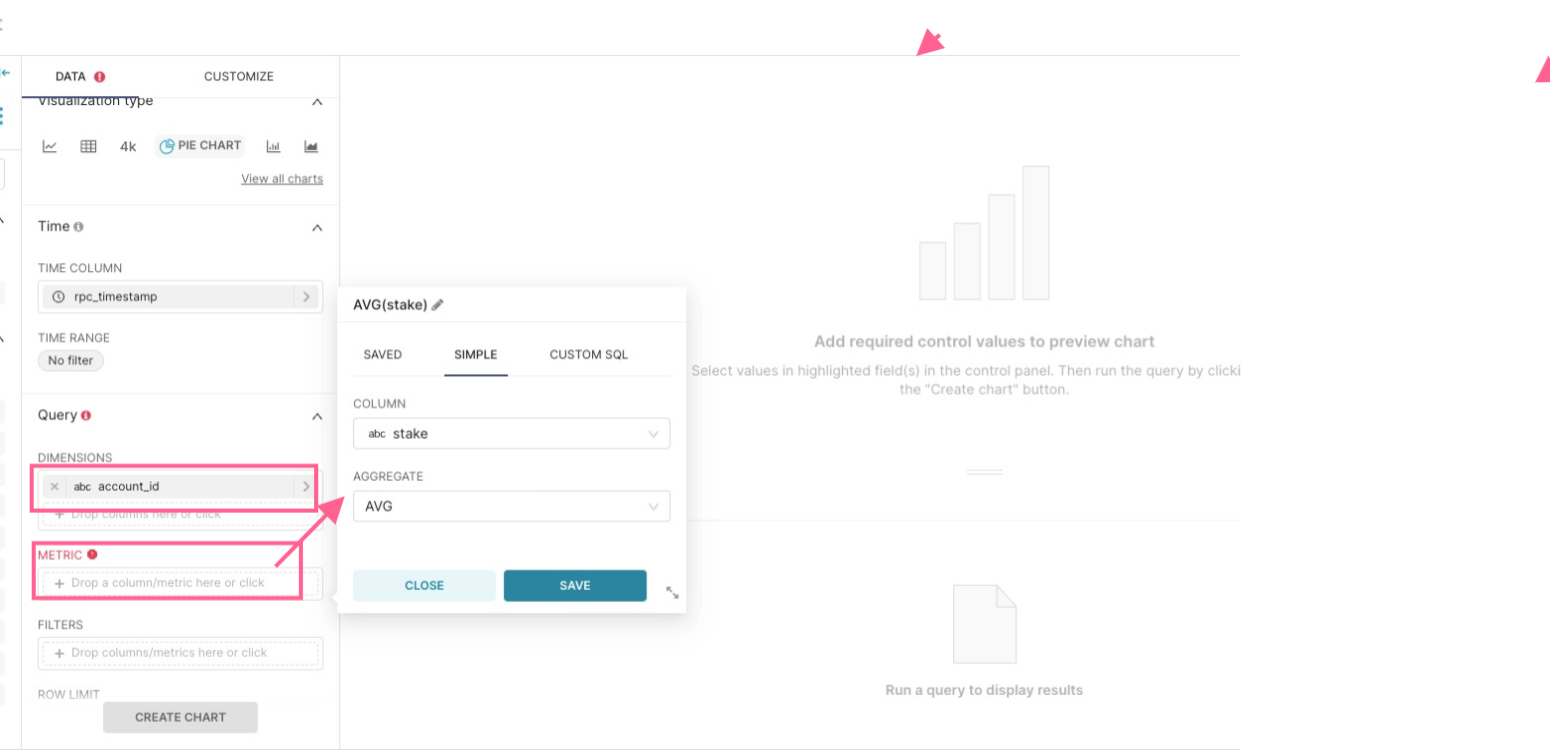 DATA
CUSTOMIZE
Visualization type
4k
PIE CHART
View all charts
Time
TIME COLUMN
rpc_timestamp
TIME RANGE
No filter
Query
DIMENSIONS
abc account_id
+ Drop columns here or click
METRIC
+ Drop a column/metric here or click
FILTERS
+ Drop columns/metrics here or click
ROW LIMIT
CREATE CHART
AVG(stake)
SAVED
SIMPLE
CUSTOM SQL
COLUMN
abc stake
AGGREGATE
AVG
CLOSE
SAVE
Add required control values to preview chart
Select values in highlighted field(s) in the control panel. Then run the query by clicki
the "Create chart" button.
Run a query to display results